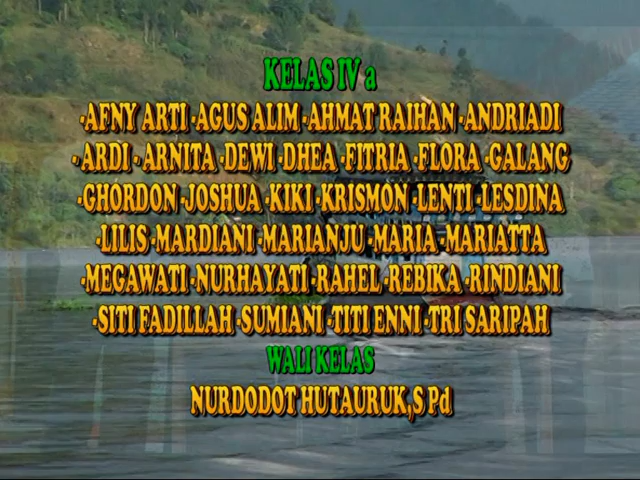 KELAS IV a
-AFNY ARTI -AGUS ALIM -AHMAT RAIHAN -ANDRIADI
- ARDI - ARNITA -DEWI -DHEA -FITRIA -FLORA -GALANG
-GHORDON -JOSHUA -KIKI -KRISMON -LENTI -LESDINA
-LILIS -MARDIANI -MARIANJU -MARIA -MARIATTA
-MEGAWATI -NURHAYATI -RAHEL -REBIKA -RINDIANI
-SITI FADILLAH -SUMIANI -TITI ENNI -TRI SARIPAH
WALI KELAS
NURDODOT HUTAURUK,S Pd